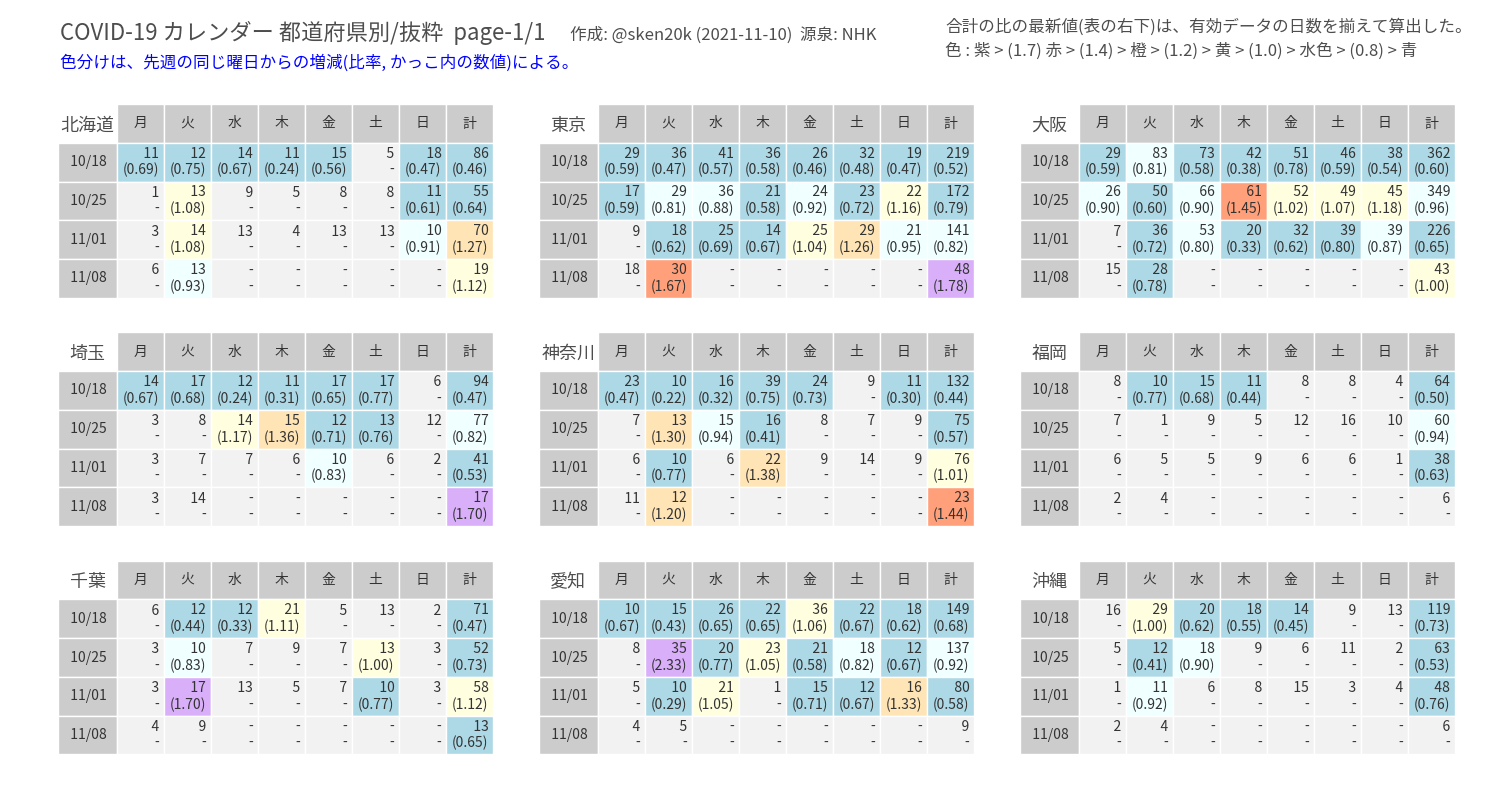 COVID-19 カレンダー 都道府県別/抜粋 page-1/1 作成: @sken20k (2021-11-10) 源泉: NHK
色分けは、先週の同じ曜日からの増減(比率, かっこ内の数値)による。
合計の比の最新値(表の右下)は、有効データの日数を揃えて算出した。
色 : 紫 > (1.7) 赤 > (1.4) > 橙 > (1.2) > 黄 > (1.0) > 水色 > (0.8) > 青
北海道 月 火 水 木 金 土 日 計
10/18 11 12 14 11 15 5 18 86
(0.69) (0.75) (0.67) (0.24) (0.56) - (0.47) (0.46)
10/25 1 13 9 5 8 8 11 55
- (1.08) - - - - (0.61) (0.64)
11/01 3 14 13 4 13 13 10 70
- (1.08) - - - - (0.91) (1.27)
11/08 6 13 - - - - - 19
- (0.93) - - - - - (1.12)
東京 月 火 水 木 金 土 日 計
10/18 29 36 41 36 26 32 19 219
(0.59) (0.47) (0.57) (0.58) (0.46) (0.48) (0.47) (0.52)
10/25 17 29 36 21 24 23 22 172
(0.59) (0.81) (0.88) (0.58) (0.92) (0.72) (1.16) (0.79)
11/01 9 18 25 14 25 29 21 141
- (0.62) (0.69) (0.67) (1.04) (1.26) (0.95) (0.82)
11/08 18 30 - - - - - 48
- (1.67) - - - - - (1.78)
大阪 月 火 水 木 金 土 日 計
10/18 29 83 73 42 51 46 38 362
(0.59) (0.81) (0.58) (0.38) (0.78) (0.59) (0.54) (0.60)
10/25 26 50 66 61 52 49 45 349
(0.90) (0.60) (0.90) (1.45) (1.02) (1.07) (1.18) (0.96)
11/01 7 36 53 20 32 39 39 226
- (0.72) (0.80) (0.33) (0.62) (0.80) (0.87) (0.65)
11/08 15 28 - - - - - 43
- (0.78) - - - - - (1.00)
埼玉 月 火 水 木 金 土 日 計
10/18 14 17 12 11 17 17 6 94
(0.67) (0.68) (0.24) (0.31) (0.65) (0.77) - (0.47)
10/25 3 8 14 15 12 13 12 77
- - (1.17) (1.36) (0.71) (0.76) - (0.82)
11/01 3 7 7 6 10 6 2 41
- - - - (0.83) - - (0.53)
11/08 3 14 - - - - - 17
- - - - - - - (1.70)
神奈川 月 火 水 木 金 土 日 計
10/18 23 10 16 39 24 9 11 132
(0.47) (0.22) (0.32) (0.75) (0.73) - (0.30) (0.44)
10/25 7 13 15 16 8 7 9 75
- (1.30) (0.94) (0.41) - - - (0.57)
11/01 6 10 6 22 9 14 9 76
- (0.77) - (1.38) - - - (1.01)
11/08 11 12 - - - - - 23
- (1.20) - - - - - (1.44)
福岡 月 火 水 木 金 土 日 計
10/18 8 10 15 11 8 8 4 64
- (0.77) (0.68) (0.44) - - - (0.50)
10/25 7 1 9 5 12 16 10 60
- - - - - - - (0.94)
11/01 6 5 5 9 6 6 1 38
- - - - - - - (0.63)
11/08 2 4 - - - - - 6
- - - - - - - -
千葉 月 火 水 木 金 土 日 計
10/18 6 12 12 21 5 13 2 71
- (0.44) (0.33) (1.11) - - - (0.47)
10/25 3 10 7 9 7 13 3 52
- (0.83) - - - (1.00) - (0.73)
11/01 3 17 13 5 7 10 3 58
- (1.70) - - - (0.77) - (1.12)
11/08 4 9 - - - - - 13
- - - - - - - (0.65)
愛知 月 火 水 木 金 土 日 計
10/18 10 15 26 22 36 22 18 149
(0.67) (0.43) (0.65) (0.65) (1.06) (0.67) (0.62) (0.68)
10/25 8 35 20 23 21 18 12 137
- (2.33) (0.77) (1.05) (0.58) (0.82) (0.67) (0.92)
11/01 5 10 21 1 15 12 16 80
- (0.29) (1.05) - (0.71) (0.67) (1.33) (0.58)
11/08 4 5 - - - - - 9
- - - - - - - -
沖縄 月 火 水 木 金 土 日 計
10/18 16 29 20 18 14 9 13 119
- (1.00) (0.62) (0.55) (0.45) - - (0.73)
10/25 5 12 18 9 6 11 2 63
- (0.41) (0.90) - - - - (0.53)
11/01 1 11 6 8 15 3 4 48
- (0.92) - - - - - (0.76)
11/08 2 4 - - - - - 6
- - - - - - - -